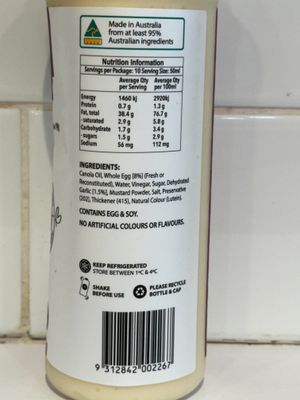 Made in Australia
from at least 95%
Australian ingredients
Nutrition Information
Servings per Package: 10 Serving Size: 50ml
Average Qty per Serving Average Qty per 100ml
Energy 1460 kj 2920kj
Protein 0.7 g 1.3 g
Fat, total 38.4 g 76.7 g
- saturated 2.9 g 5.8 g
Carbohydrate 1.7 g 3.4 g
- sugars 1.5 g 2.9 g
Sodium 56 mg 112 mg
INGREDIENTS:
Canola Oil, Whole Egg (8%) (Fresh or
Reconstituted), Water, Vinegar, Sugar, Dehydrated
Garlic (1.5%), Mustard Powder, Salt, Preservative
(202), Thickener (415), Natural Colour (Lutein).
CONTAINS EGG & SOY.
NO ARTIFICIAL COLOURS OR FLAVOURS.
KEEP REFRIGERATED
STORE BETWEEN 1ºC & 4ºC
SHAKE
BEFORE USE
PLEASE RECYCLE
BOTTLE & CAP
9 312842 002267